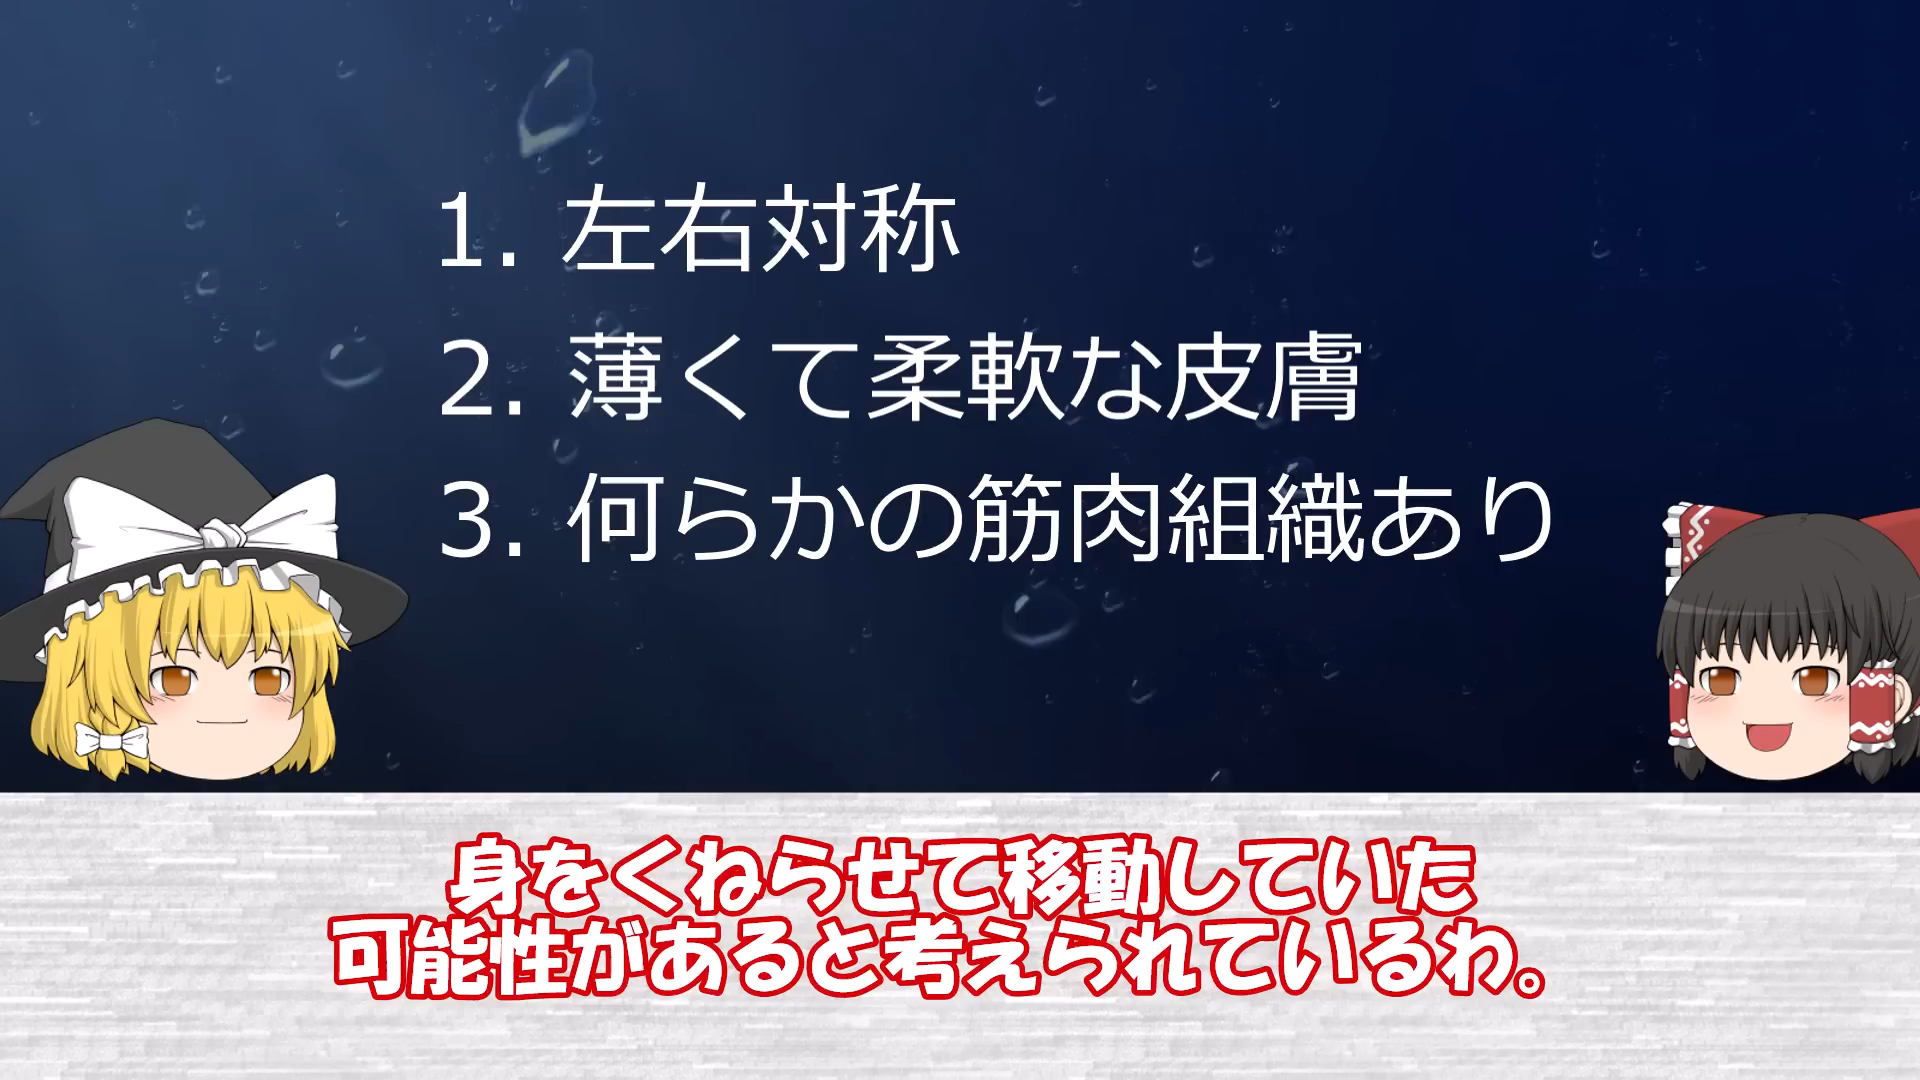 1. 左右対称
2. 薄くて柔軟な皮膚
3. 何らかの筋肉組織あり
身をくねらせて移動していた
可能性があると考えられているわ。